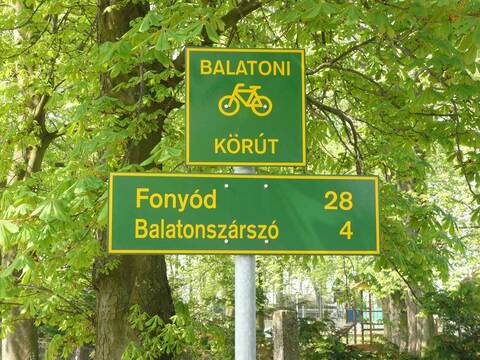 BALATONI
KÖRÚT
Fonyód 28
Balatonszárszó 4